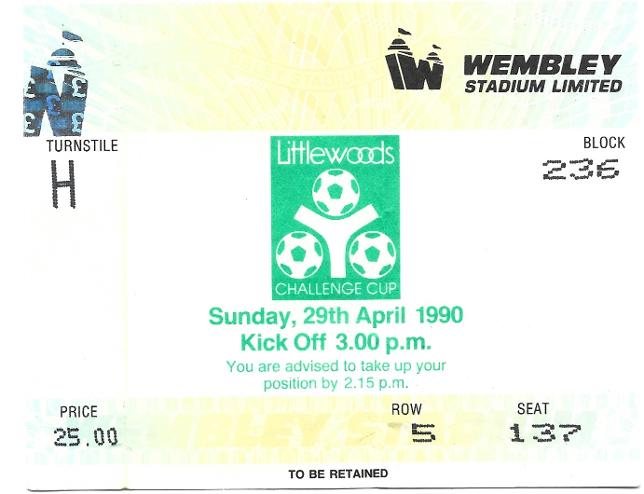 WEMBLEY
STADIUM LIMITED
TURNSTILE
H
BLOCK
236
Littlewoods
CHALLENGE CUP
Sunday, 29th April 1990
Kick Off 3.00 p.m.
You are advised to take up your
position by 2.15 p.m.
PRICE
25.00
ROW
5
SEAT
137
TO BE RETAINED